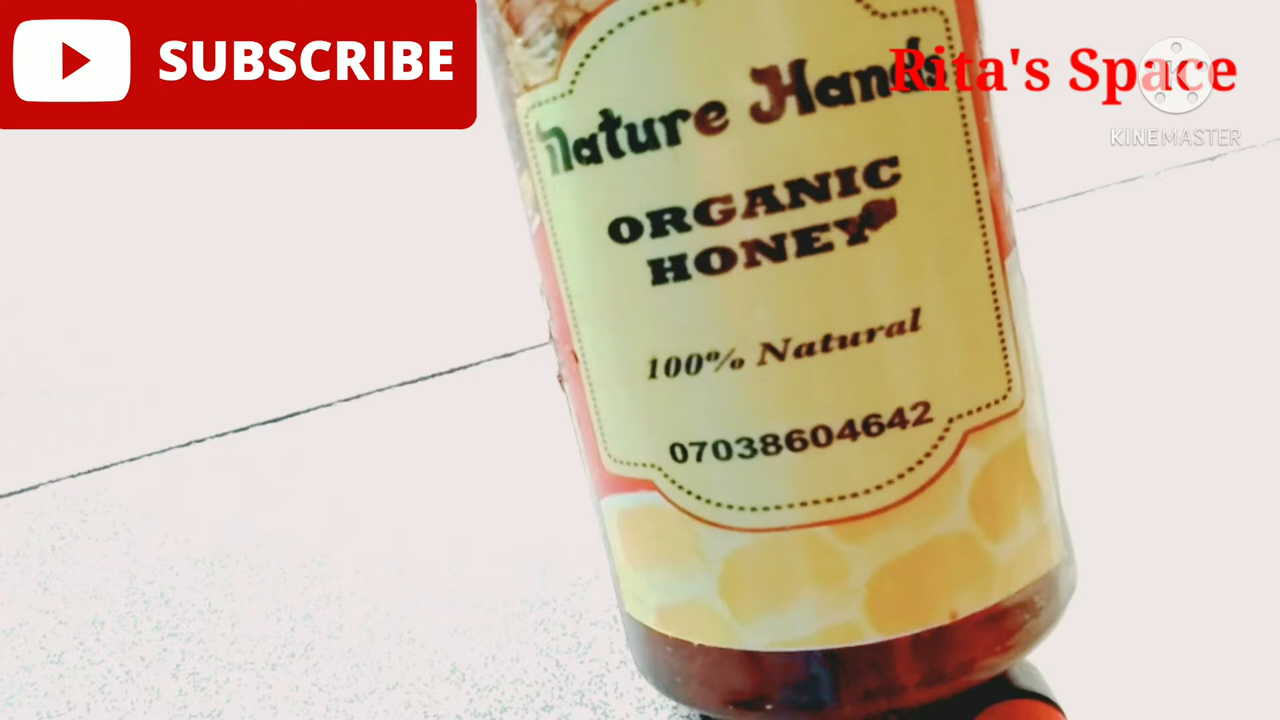 SUBSCRIBE
Rita's Space
KINEMASTER
Nature Hands
ORGANIC
HONEY
100% Natural
07038604642